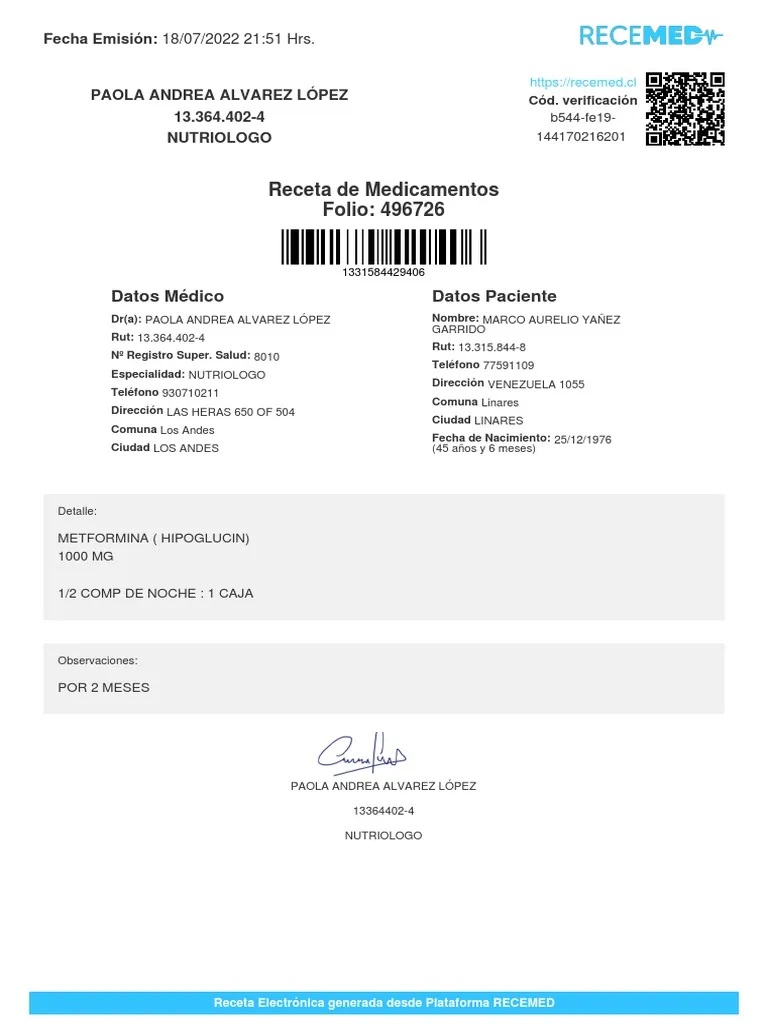 Fecha Emisión: 18/07/2022 21:51 Hrs.
RECEMED
PAOLA ANDREA ALVAREZ LÓPEZ
13.364.402-4
NUTRIOLOGO
https://recemed.cl
Cód. verificación
b544-fe19-
144170216201
Receta de Medicamentos
Folio: 496726
1331584429406
Datos Médico
Dr(a): PAOLA ANDREA ALVAREZ LÓPEZ
Rut: 13.364.402-4
Nº Registro Super. Salud: 8010
Especialidad: NUTRIOLOGO
Teléfono 930710211
Dirección LAS HERAS 650 OF 504
Comuna Los Andes
Ciudad LOS ANDES
Datos Paciente
Nombre: MARCO AURELIO YAÑEZ
GARRIDO
Rut: 13.315.844-8
Teléfono 77591109
Dirección VENEZUELA 1055
Comuna Linares
Ciudad LINARES
Fecha de Nacimiento: 25/12/1976
(45 años y 6 meses)
Detalle:
METFORMINA ( HIPOGLUCIN)
1000 MG
1/2 COMP DE NOCHE : 1 CAJA
Observaciones:
POR 2 MESES
PAOLA ANDREA ALVAREZ LÓPEZ
13364402-4
NUTRIOLOGO
Receta Electrónica generada desde Plataforma RECEMED